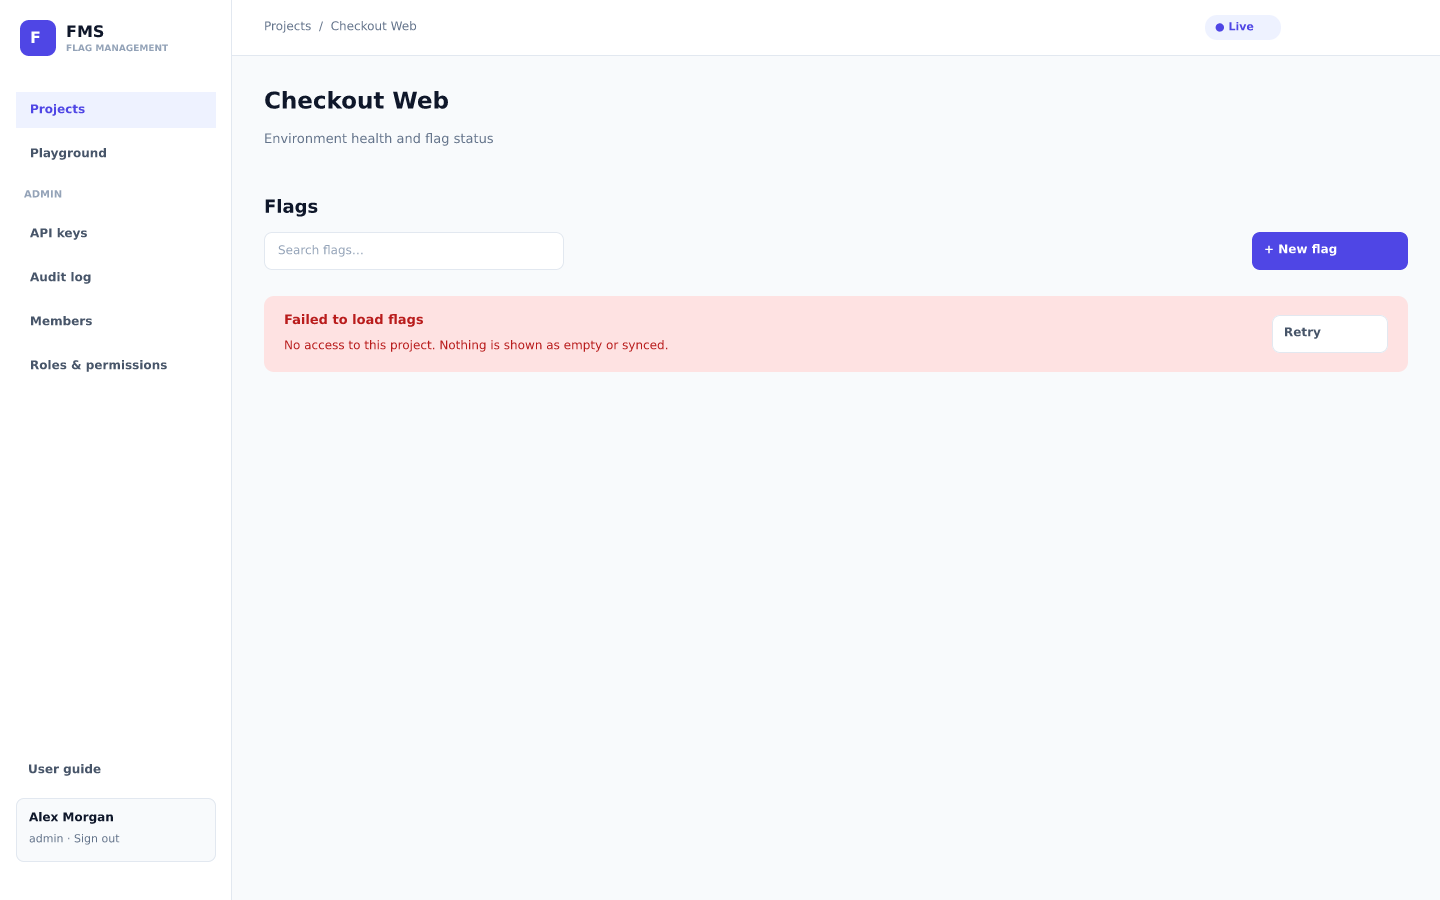 F
FMS
FLAG MANAGEMENT
Projects
Playground
ADMIN
API keys
Audit log
Members
Roles & permissions
User guide
Alex Morgan
admin · Sign out
Projects / Checkout Web
● Live
Checkout Web
Environment health and flag status
Flags
Search flags...
+ New flag
Failed to load flags
No access to this project. Nothing is shown as empty or synced.
Retry